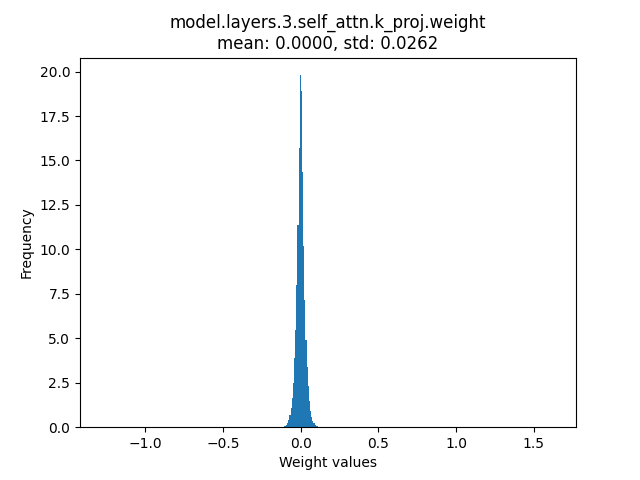 model.layers.3.self_attn.k_proj.weight
mean: 0.0000, std: 0.0262
20.0
17.5
15.0
12.5
10.0
7.5
5.0
2.5
0.0
Frequency
−1.0 −0.5 0.0 0.5 1.0 1.5
Weight values